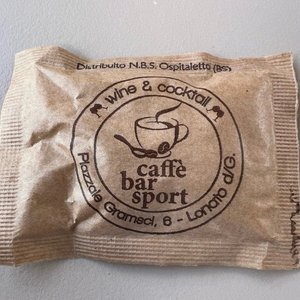 Distribuito N.B.S. Ospitaletto (BS)
wine & cocktail
caffè
bar
sport
Piazzale Gramsci, 6 - Lonato d/G.